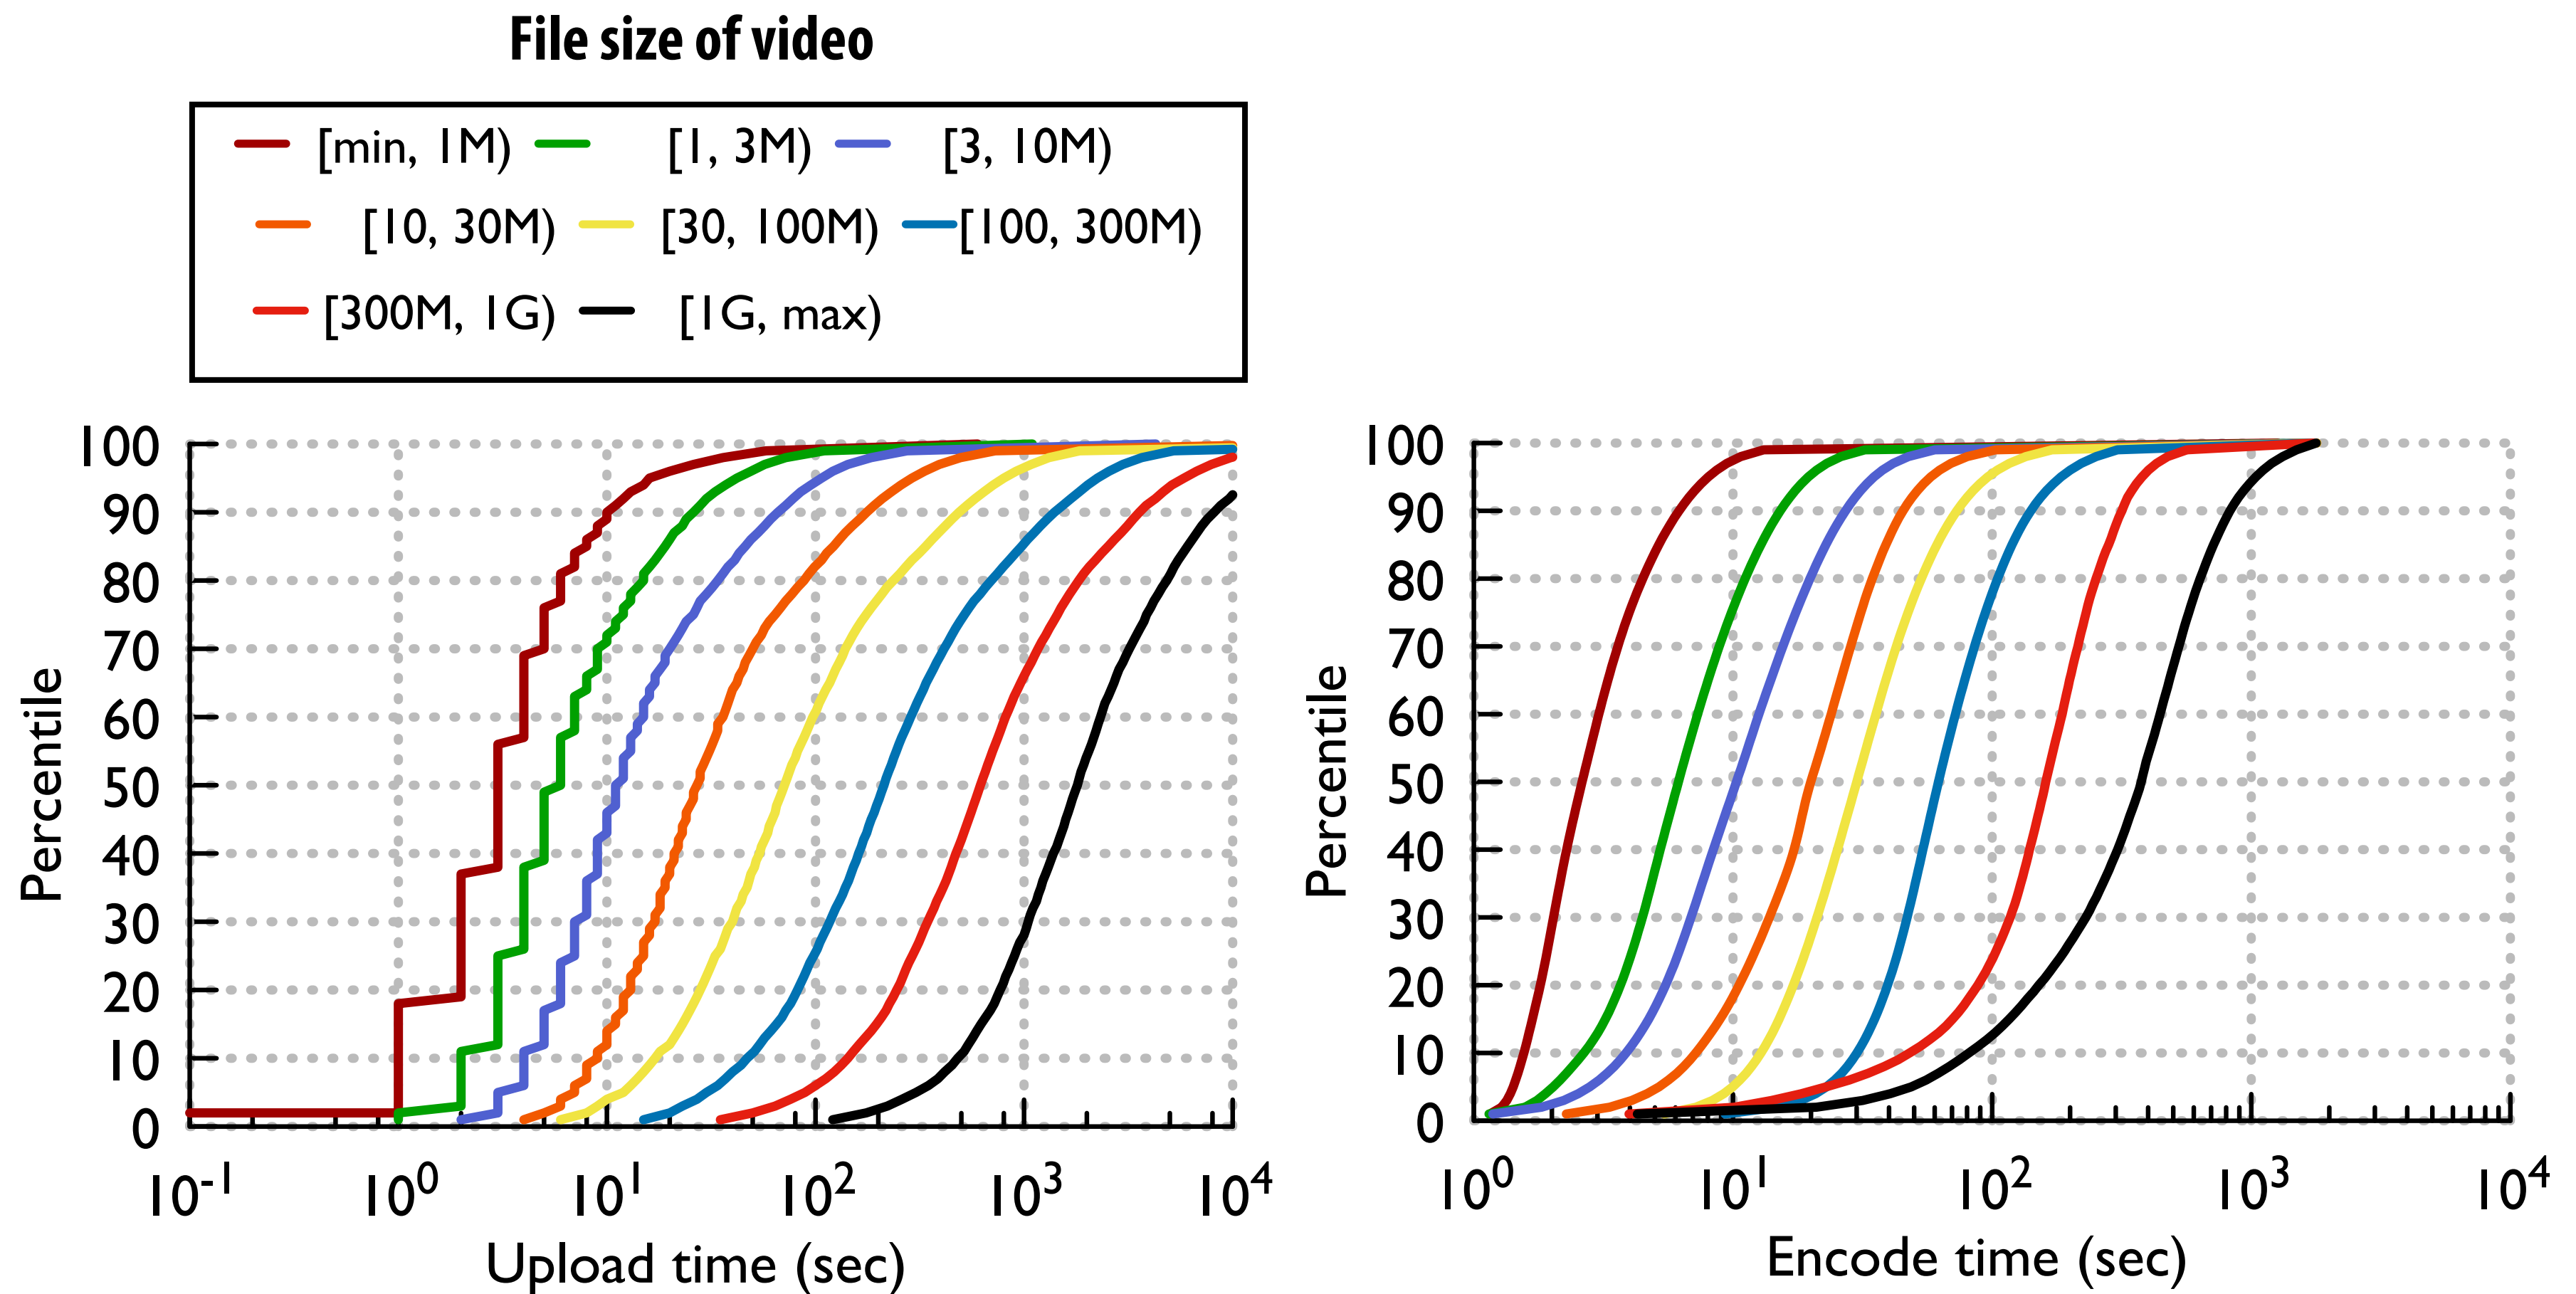 File size of video
[min, 1M) [1, 3M) [3, 10M)
[10, 30M) [30, 100M) [100, 300M)
[300M, 1G) [1G, max)
100
90
80
70
60
50
40
30
20
10
0
Percentile
10-1 100 101 102 103 104
Upload time (sec)
100
90
80
70
60
50
40
30
20
10
0
Percentile
100 101 102 103 104
Encode time (sec)